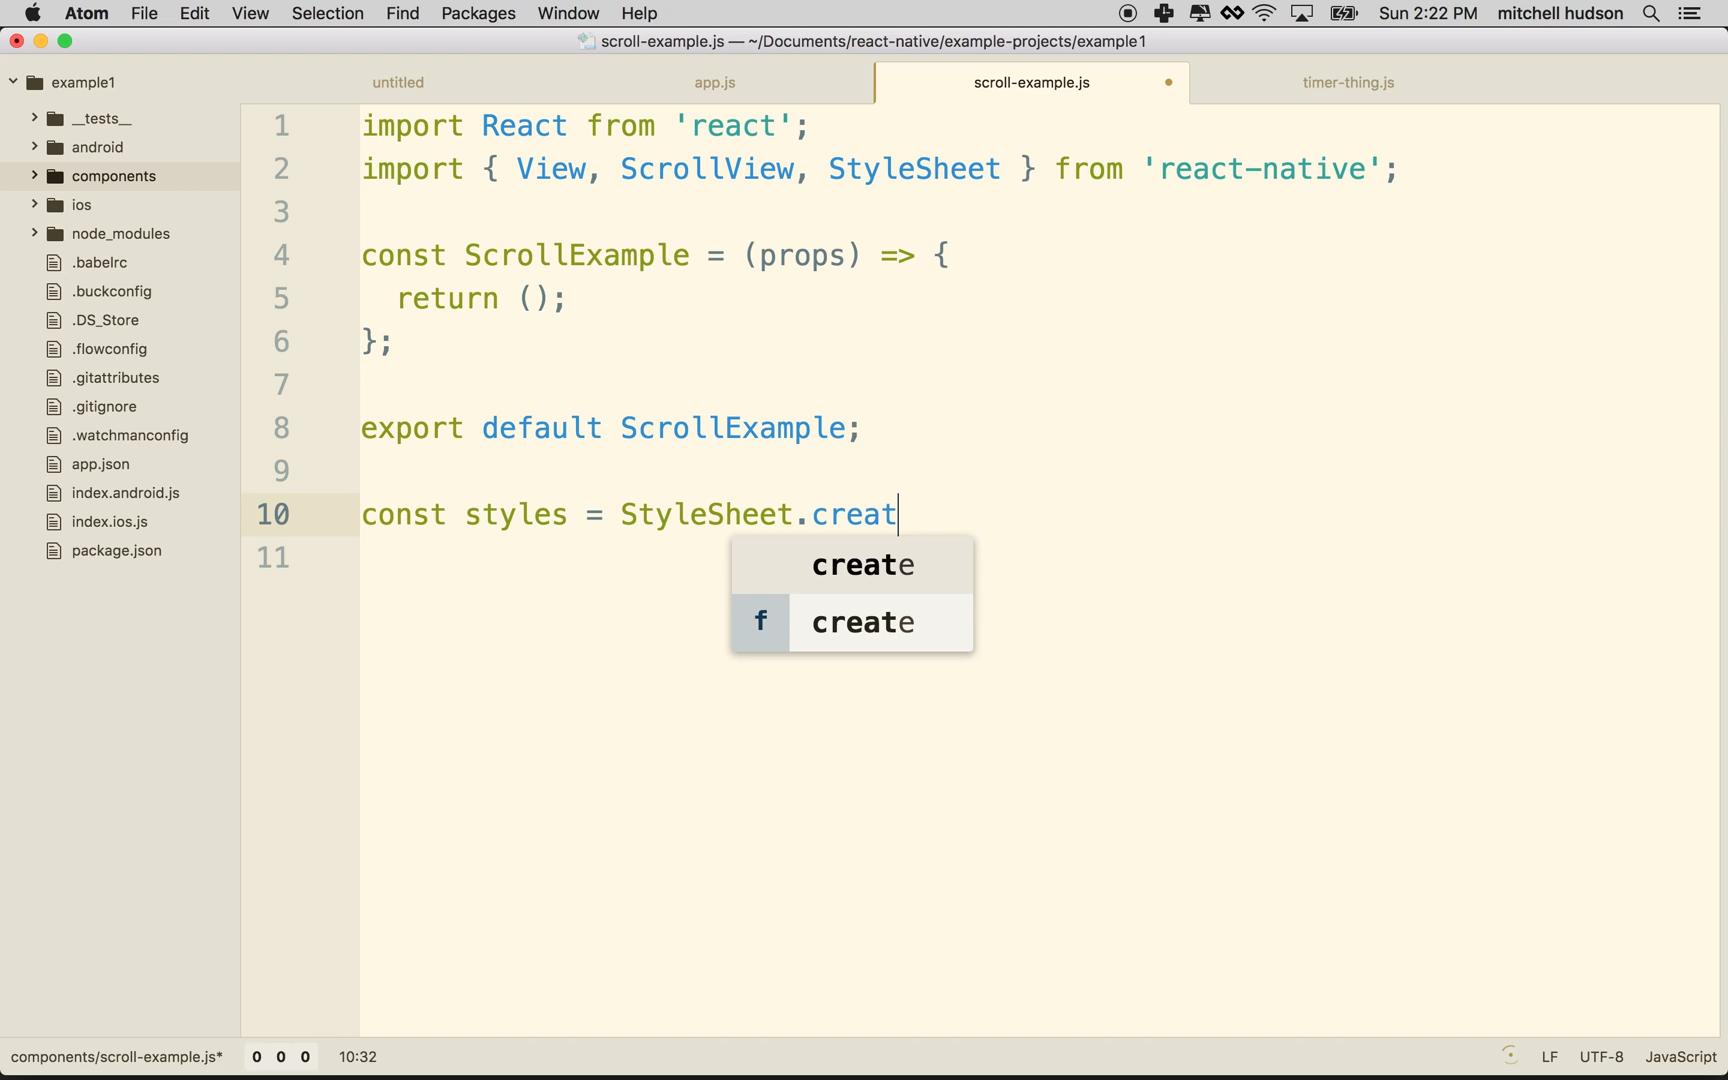 Atom File Edit View Selection Find Packages Window Help Sun 2:22 PM mitchell hudson
scroll-example.js — ~/Documents/react-native/example-projects/example1
example1
__tests__
android
components
ios
node_modules
.babelrc
.buckconfig
.DS_Store
.flowconfig
.gitattributes
.gitignore
.watchmanconfig
app.json
index.android.js
index.ios.js
package.json
untitled app.js scroll-example.js timer-thing.js
1 import React from 'react';
2 import { View, ScrollView, StyleSheet } from 'react-native';
3
4 const ScrollExample = (props) => {
5 return ();
6 };
7
8 export default ScrollExample;
9
10 const styles = StyleSheet.creat
11
create
f create
components/scroll-example.js* 0 0 0 10:32 LF UTF-8 JavaScript